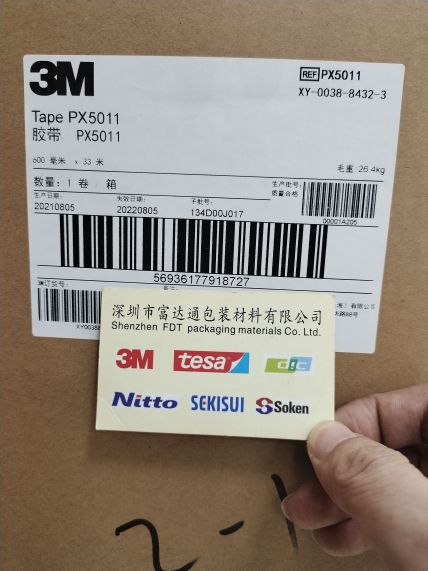 3M
REF PX5011
XY-0038-8432-3
Tape PX5011
胶带 PX5011
600 毫米 x 33 米
毛重:26.4kg
数量:1 卷 / 箱
生产批号:
质量合格
生产日期:
失效日期:
子批号:
20210805
20220805
134D00J017
00001A205
56936177918727
深圳市富达通包装材料有限公司
Shenzhen FDT packaging materials Co. Ltd.
3M
tesa
dic
Nitto
SEKISUI
Soken
2-1